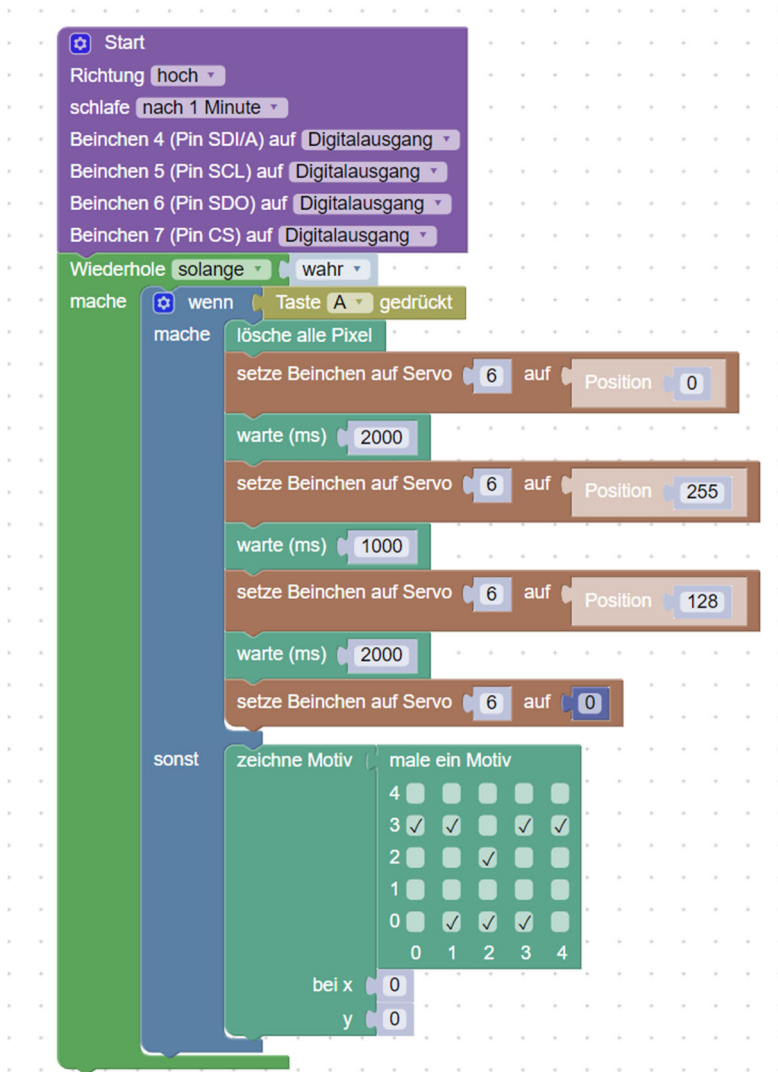 Start
Richtung hoch
schlafe nach 1 Minute
Beinchen 4 (Pin SDI/A) auf Digitalausgang
Beinchen 5 (Pin SCL) auf Digitalausgang
Beinchen 6 (Pin SDO) auf Digitalausgang
Beinchen 7 (Pin CS) auf Digitalausgang
Wiederhole solange wahr
mache wenn Taste A gedrückt
mache lösche alle Pixel
setze Beinchen auf Servo 6 auf Position 0
warte (ms) 2000
setze Beinchen auf Servo 6 auf Position 255
warte (ms) 1000
setze Beinchen auf Servo 6 auf Position 128
warte (ms) 2000
setze Beinchen auf Servo 6 auf 0
sonst zeichne Motiv male ein Motiv
4
3 ✓ ✓ ✓ ✓
2 ✓
1
0 ✓ ✓ ✓
0 1 2 3 4
bei x 0
y 0